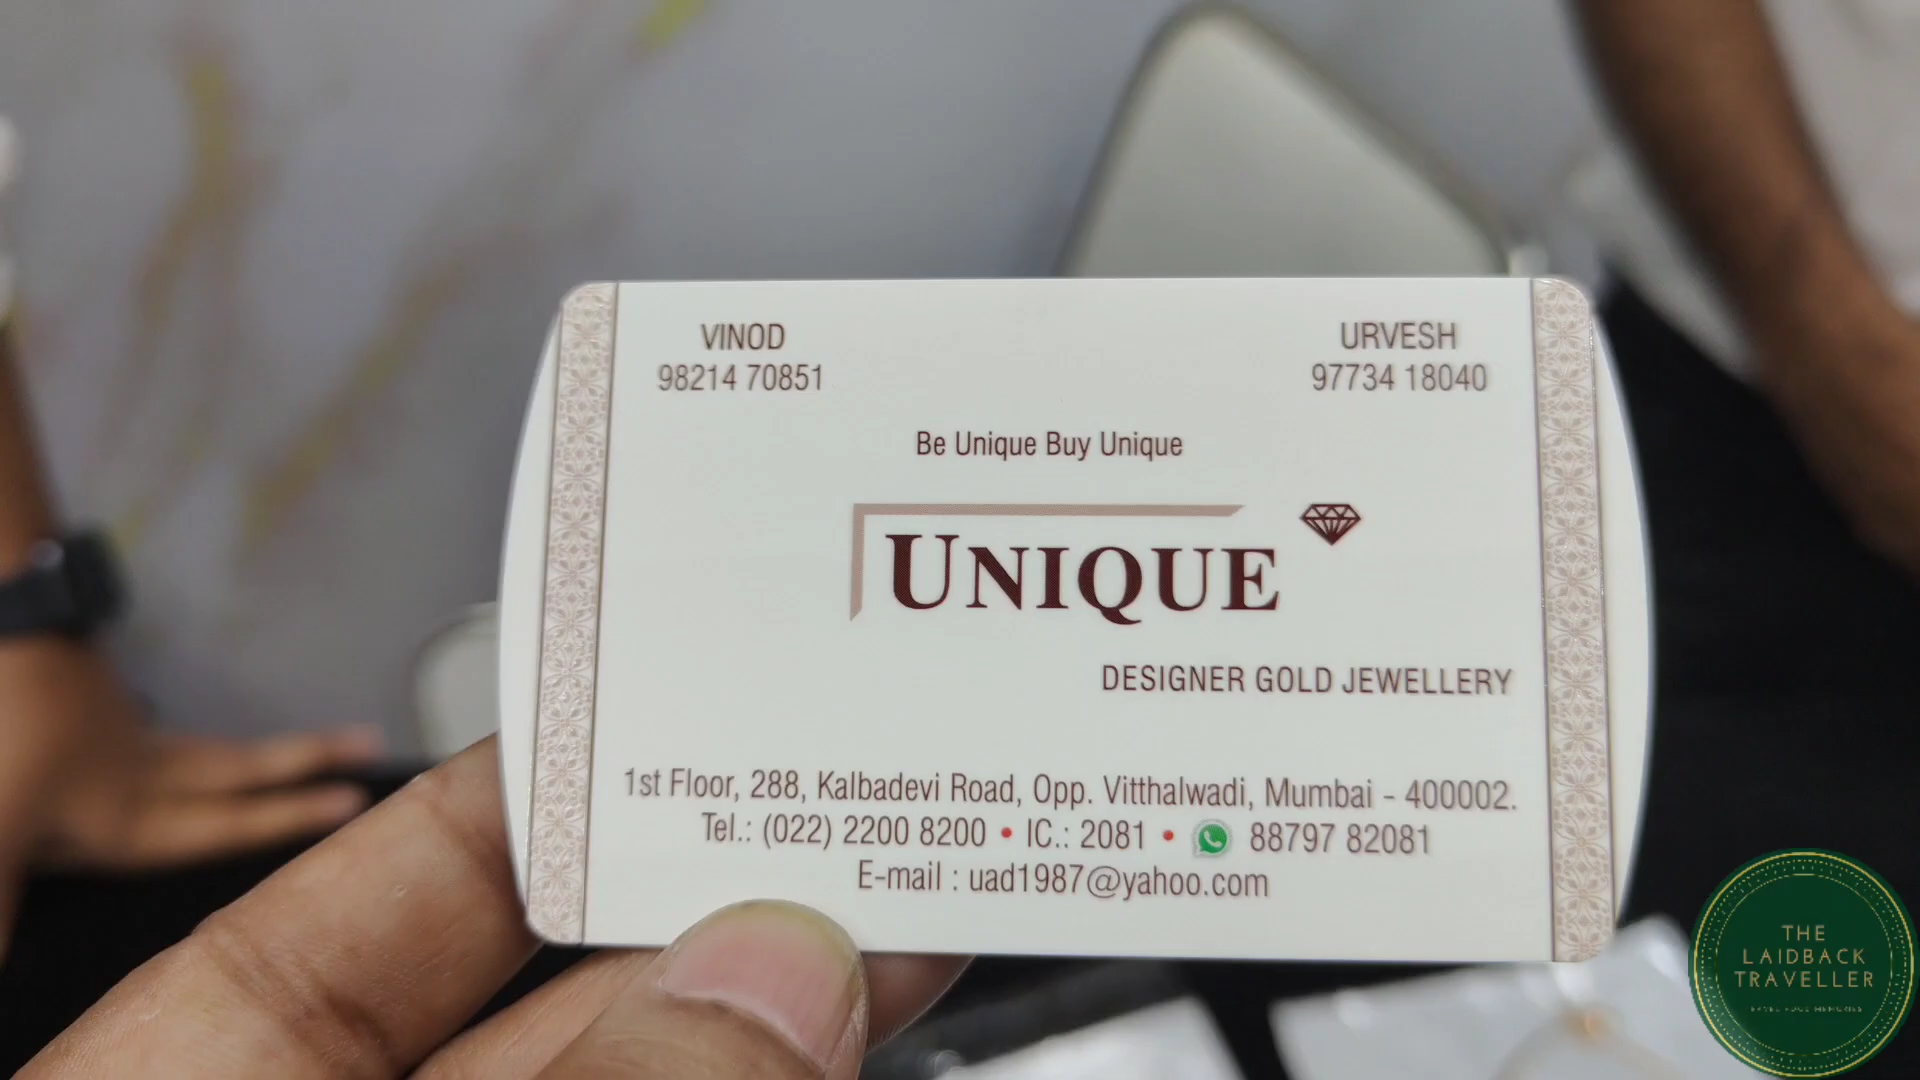 VINOD
98214 70851
URVESH
97734 18040
Be Unique Buy Unique
UNIQUE
DESIGNER GOLD JEWELLERY
1st Floor, 288, Kalbadevi Road, Opp. Vitthalwadi, Mumbai - 400002.
Tel.: (022) 2200 8200 • IC.: 2081 • 88797 82081
E-mail : uad1987@yahoo.com
THE
LAIDBACK
TRAVELLER